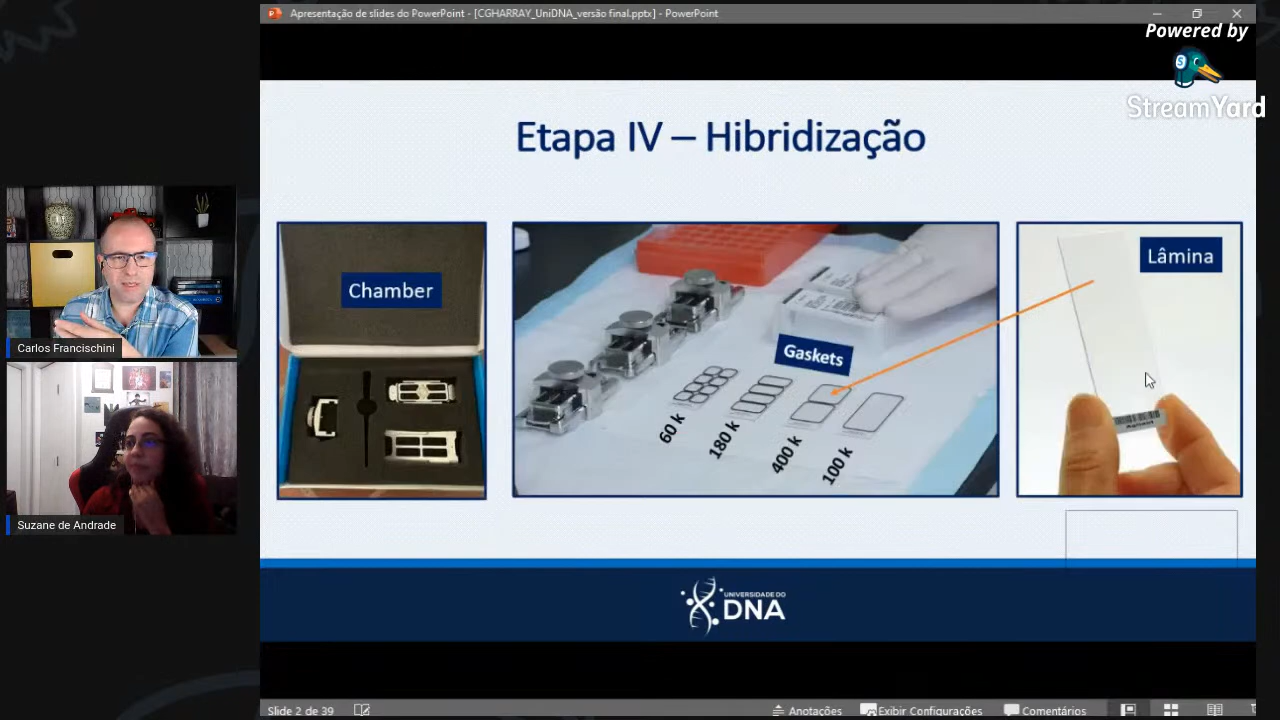 Apresentação de slides do PowerPoint - [CGHARRAY_UniDNA_versão final.pptx] - PowerPoint
Powered by
StreamYard
Etapa IV – Hibridização
Chamber
Gaskets
60 k
180 k
400 k
100 k
Lâmina
Carlos Francischini
Suzane de Andrade
UNIVERSIDADE DO
DNA
Slide 2 de 39
Anotações
Exibir Configurações
Comentários